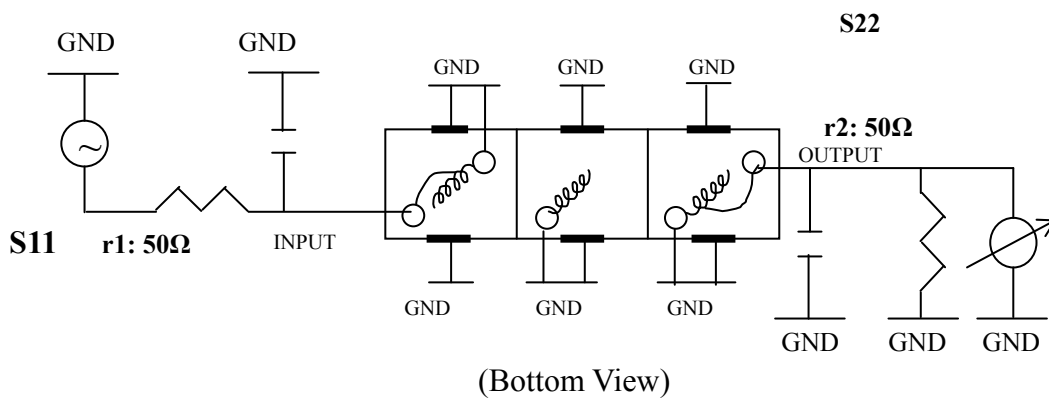 S22
GND
GND
GND
GND
GND
r2: 50Ω
OUTPUT
~
S11
r1: 50Ω
INPUT
GND
GND
GND
GND
GND
GND
(Bottom View)